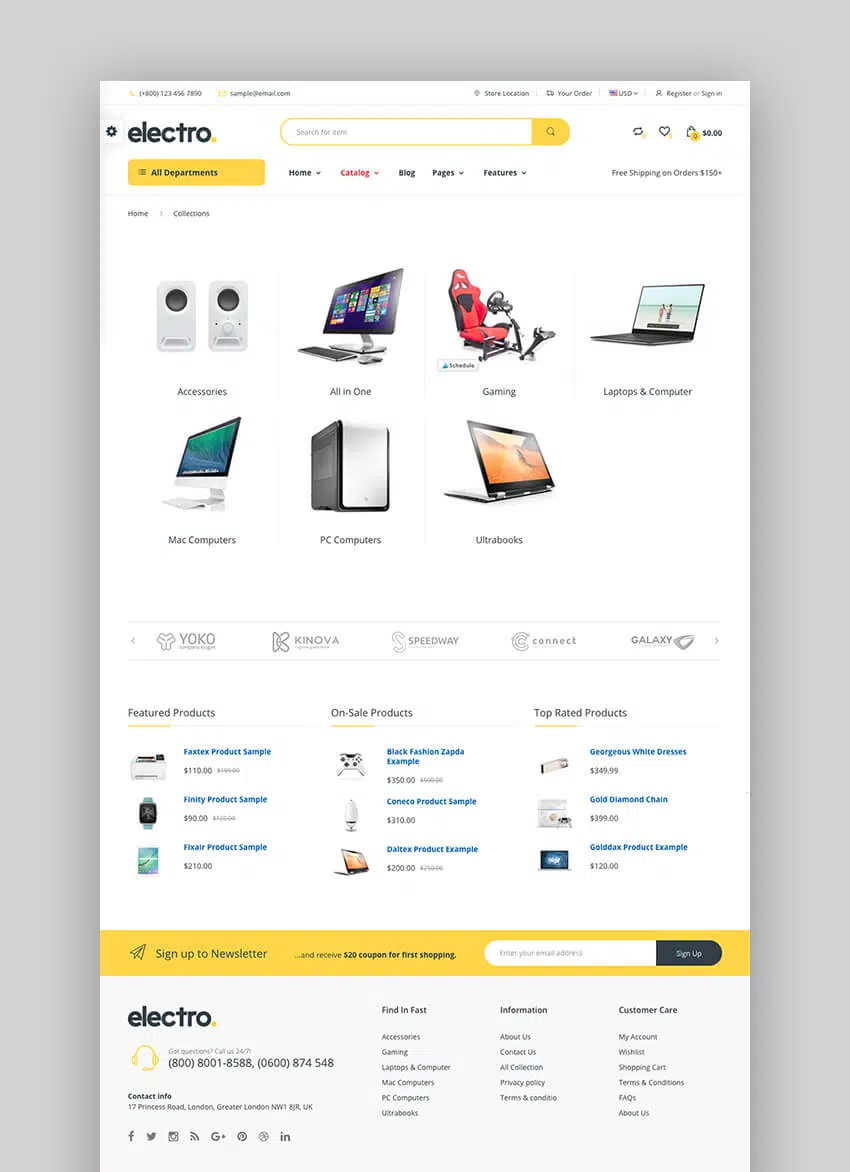 (+800) 123 456 7890 sample@email.com Store Location Your Order USD Register or Sign in
electro. Search for item 0 0 0 $0.00
All Departments Home Catalog Blog Pages Features Free Shipping on Orders $150+
Home Collections
Schedule
Accessories All in One Gaming Laptops & Computer
Mac Computers PC Computers Ultrabooks
YOKO KINOVA SPEEDWAY connect GALAXY
Featured Products
Faxtex Product Sample
$110.00 $199.00
Finity Product Sample
$90.00 $120.00
Fixair Product Sample
$210.00
On-Sale Products
Black Fashion Zapda
Example
$350.00 $500.00
Coneco Product Sample
$310.00
Daltex Product Example
$200.00 $250.00
Top Rated Products
Georgeous White Dresses
$349.99
Gold Diamond Chain
$399.00
Golddax Product Example
$120.00
Sign up to Newsletter ...and receive $20 coupon for first shopping. Enter your email address Sign Up
electro.
Got questions? Call us 24/7!
(800) 8001-8588, (0600) 874 548
Contact info
17 Princess Road, London, Greater London NW1 8JR, UK
Find In Fast
Accessories
Gaming
Laptops & Computer
Mac Computers
PC Computers
Ultrabooks
Information
About Us
Contact Us
All Collection
Privacy policy
Terms & conditio
Customer Care
My Account
Wishlist
Shopping Cart
Terms & Conditions
FAQs
About Us